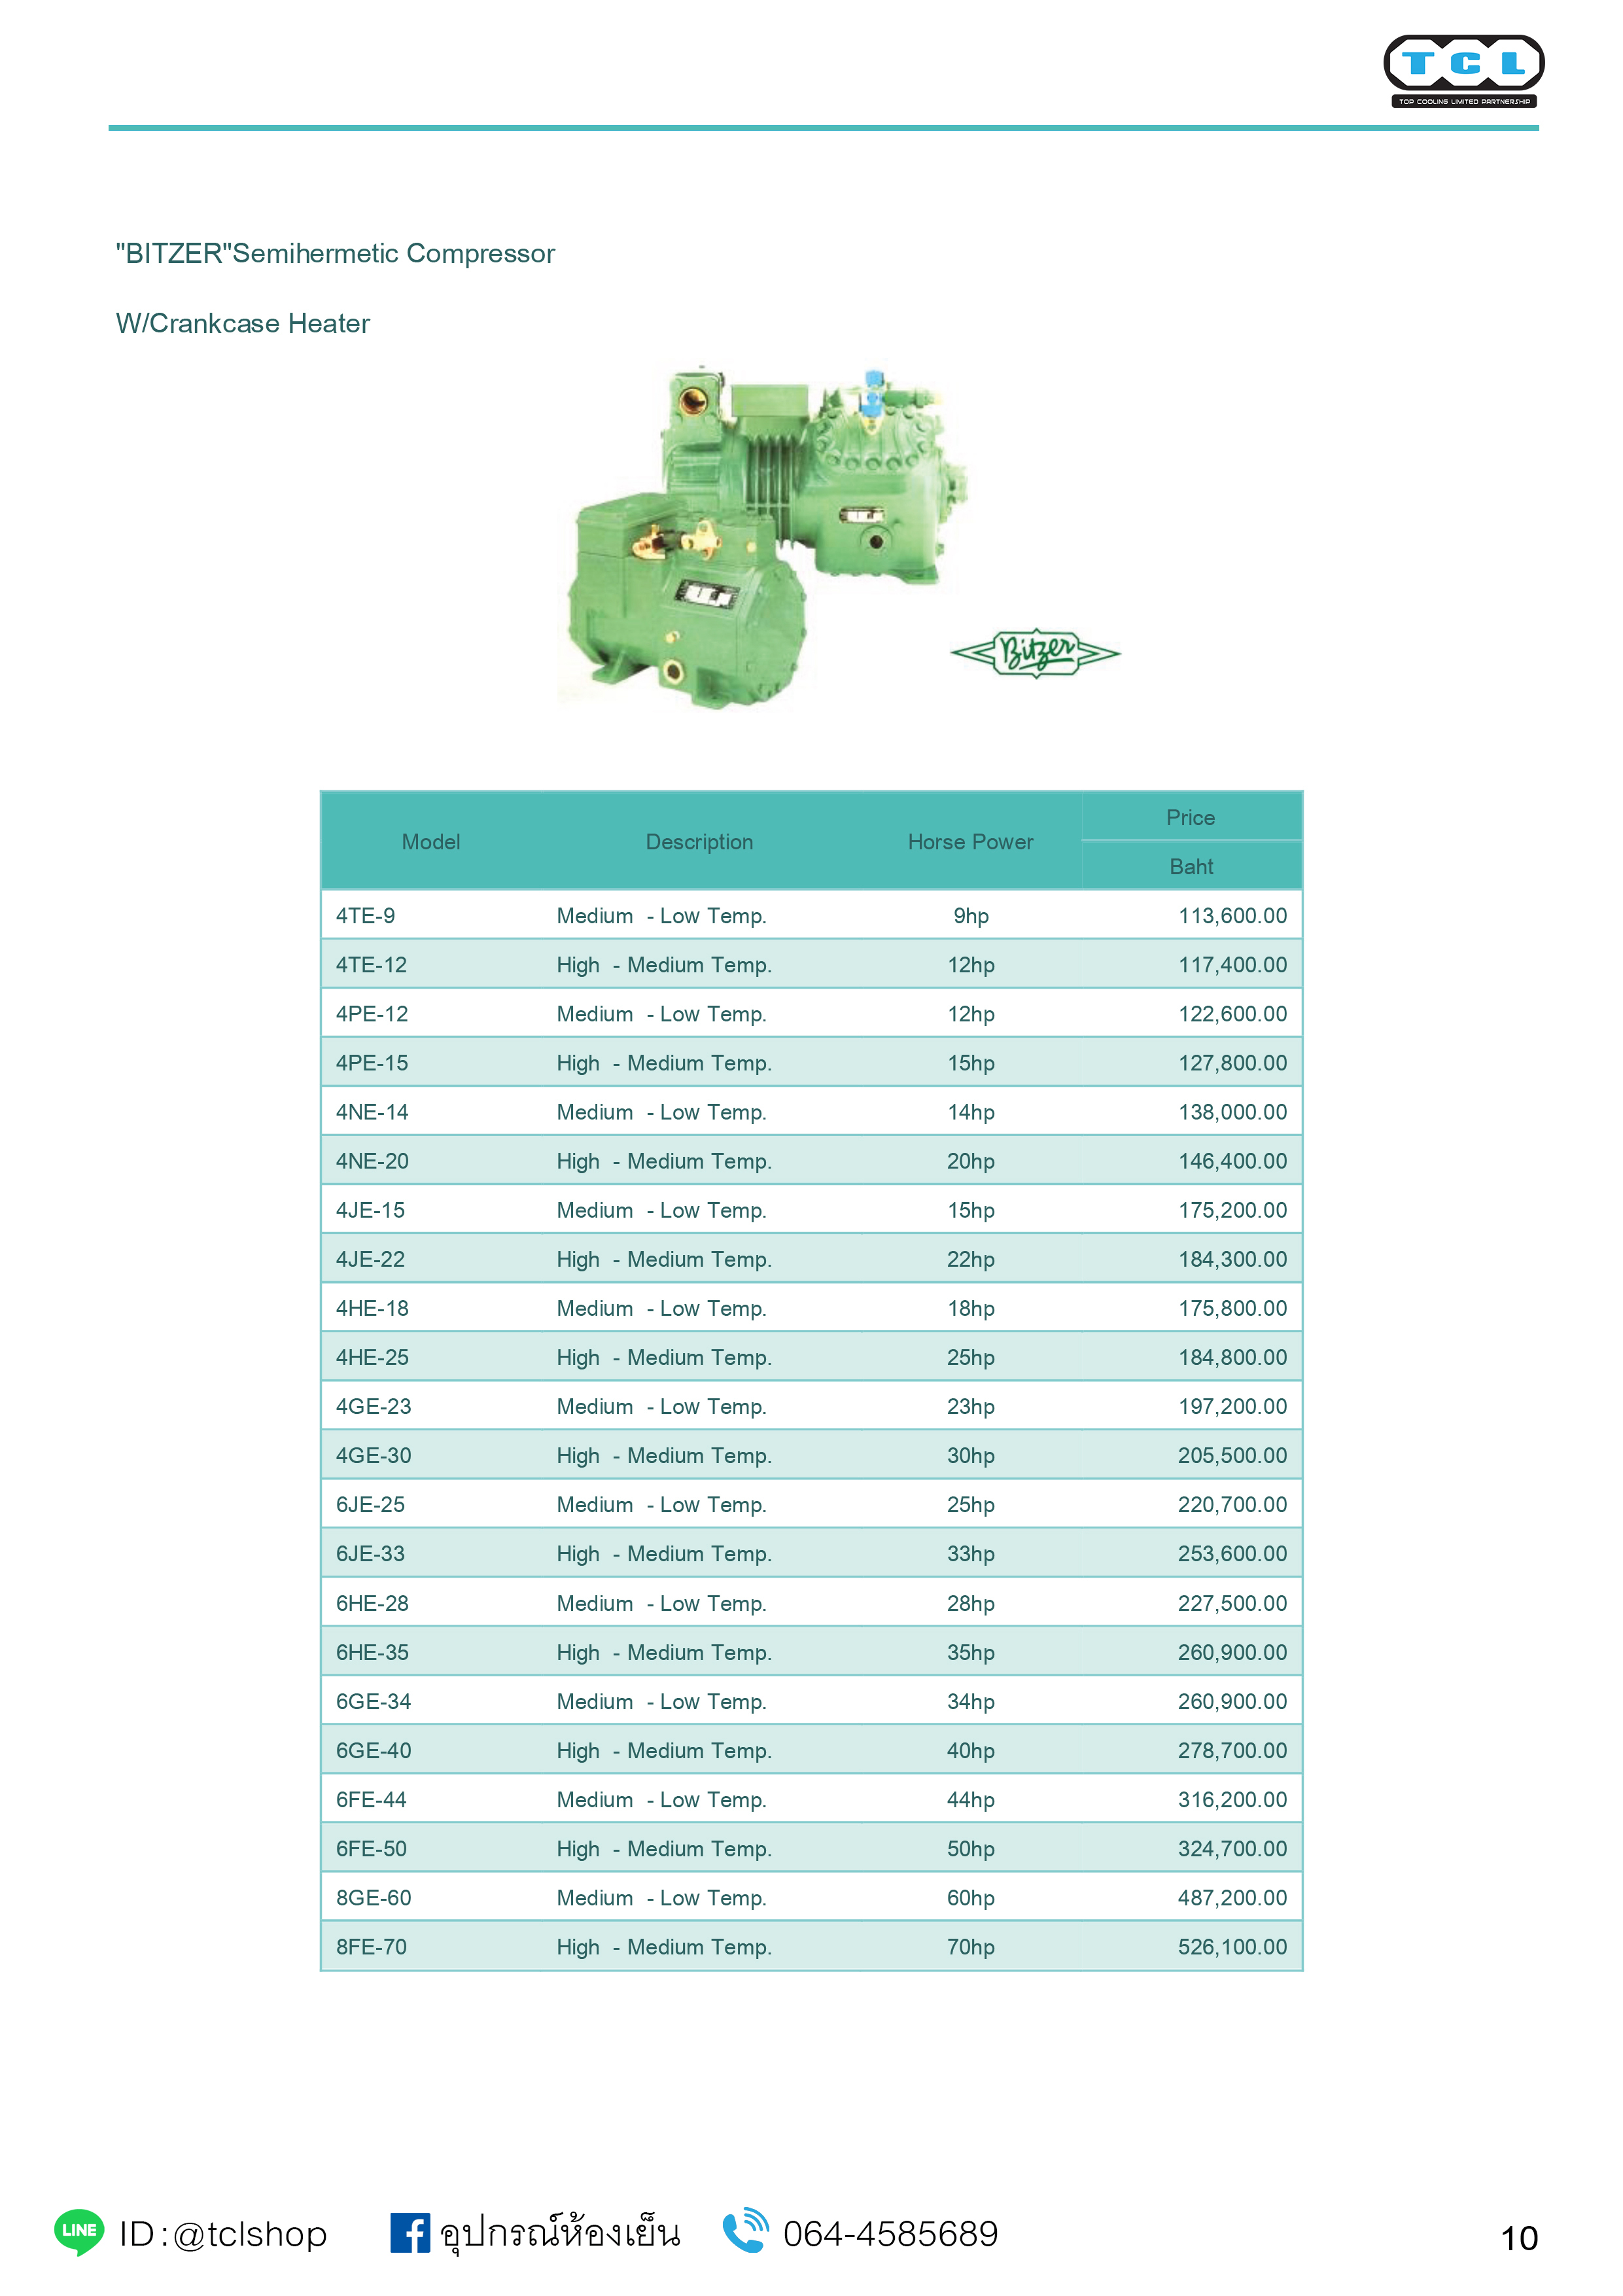 TCL
TOP COOLING LIMITED PARTNERSHIP
"BITZER"Semihermetic Compressor
W/Crankcase Heater
Bitzer
Model Description Horse Power Price
Baht
4TE-9 Medium - Low Temp. 9hp 113,600.00
4TE-12 High - Medium Temp. 12hp 117,400.00
4PE-12 Medium - Low Temp. 12hp 122,600.00
4PE-15 High - Medium Temp. 15hp 127,800.00
4NE-14 Medium - Low Temp. 14hp 138,000.00
4NE-20 High - Medium Temp. 20hp 146,400.00
4JE-15 Medium - Low Temp. 15hp 175,200.00
4JE-22 High - Medium Temp. 22hp 184,300.00
4HE-18 Medium - Low Temp. 18hp 175,800.00
4HE-25 High - Medium Temp. 25hp 184,800.00
4GE-23 Medium - Low Temp. 23hp 197,200.00
4GE-30 High - Medium Temp. 30hp 205,500.00
6JE-25 Medium - Low Temp. 25hp 220,700.00
6JE-33 High - Medium Temp. 33hp 253,600.00
6HE-28 Medium - Low Temp. 28hp 227,500.00
6HE-35 High - Medium Temp. 35hp 260,900.00
6GE-34 Medium - Low Temp. 34hp 260,900.00
6GE-40 High - Medium Temp. 40hp 278,700.00
6FE-44 Medium - Low Temp. 44hp 316,200.00
6FE-50 High - Medium Temp. 50hp 324,700.00
8GE-60 Medium - Low Temp. 60hp 487,200.00
8FE-70 High - Medium Temp. 70hp 526,100.00
LINE ID:@tclshop f อุปกรณ์ห้องเย็น 064-4585689 10